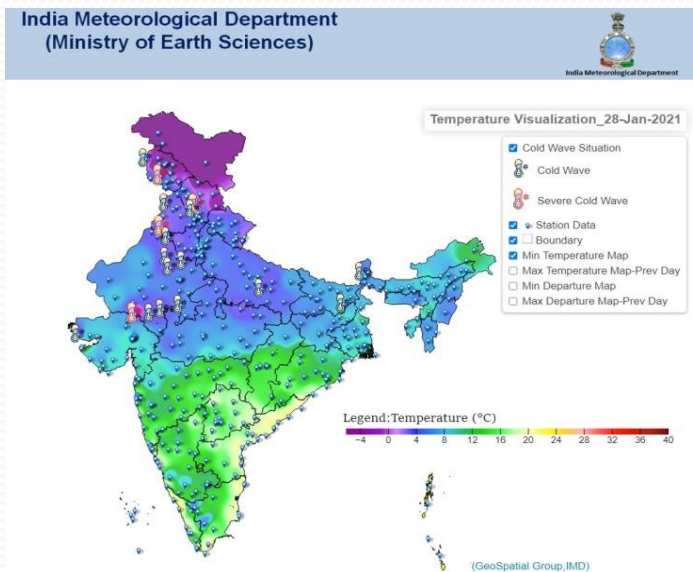 India Meteorological Department
(Ministry of Earth Sciences)
India Meteorological Department
Temperature Visualization_28-Jan-2021
Cold Wave Situation
Cold Wave
Severe Cold Wave
Station Data
Boundary
Min Temperature Map
Max Temperature Map-Prev Day
Min Departure Map
Max Departure Map-Prev Day
Legend:Temperature (°C)
−4 0 4 8 12 16 20 24 28 32 36 40
(GeoSpatial Group,IMD)